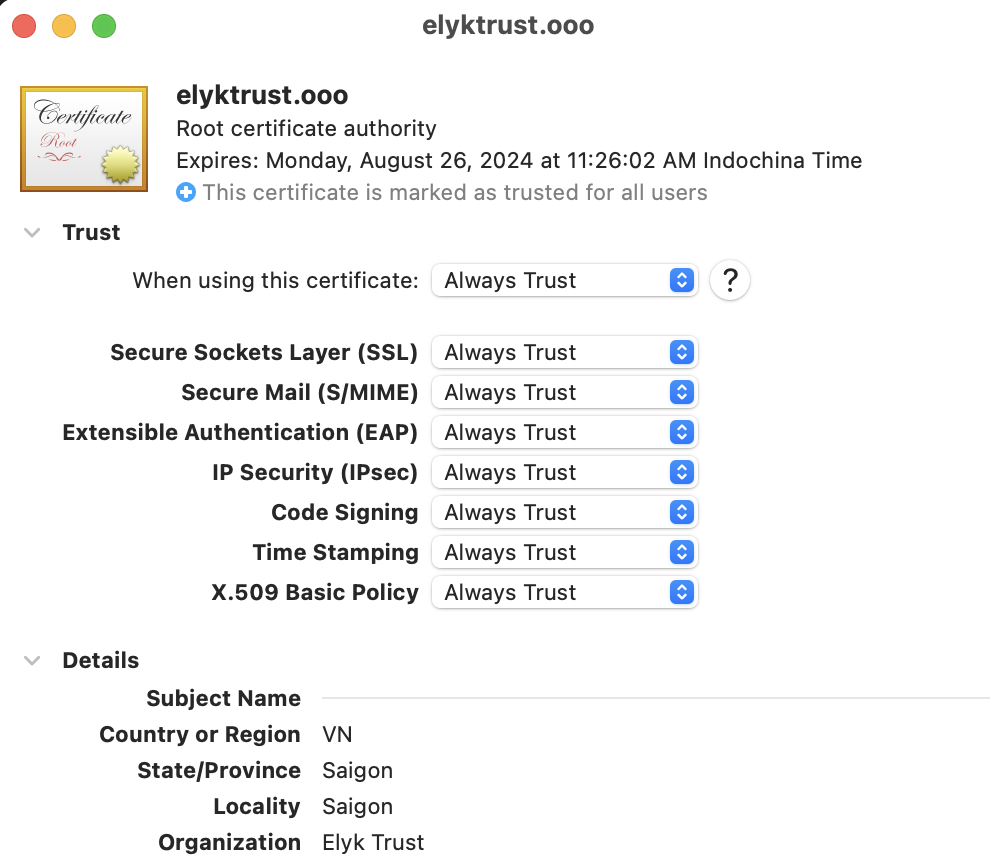 elyktrust.ooo
Certificate
Root
elyktrust.ooo
Root certificate authority
Expires: Monday, August 26, 2024 at 11:26:02 AM Indochina Time
This certificate is marked as trusted for all users
Trust
When using this certificate: Always Trust ?
Secure Sockets Layer (SSL) Always Trust
Secure Mail (S/MIME) Always Trust
Extensible Authentication (EAP) Always Trust
IP Security (IPsec) Always Trust
Code Signing Always Trust
Time Stamping Always Trust
X.509 Basic Policy Always Trust
Details
Subject Name
Country or Region VN
State/Province Saigon
Locality Saigon
Organization Elyk Trust